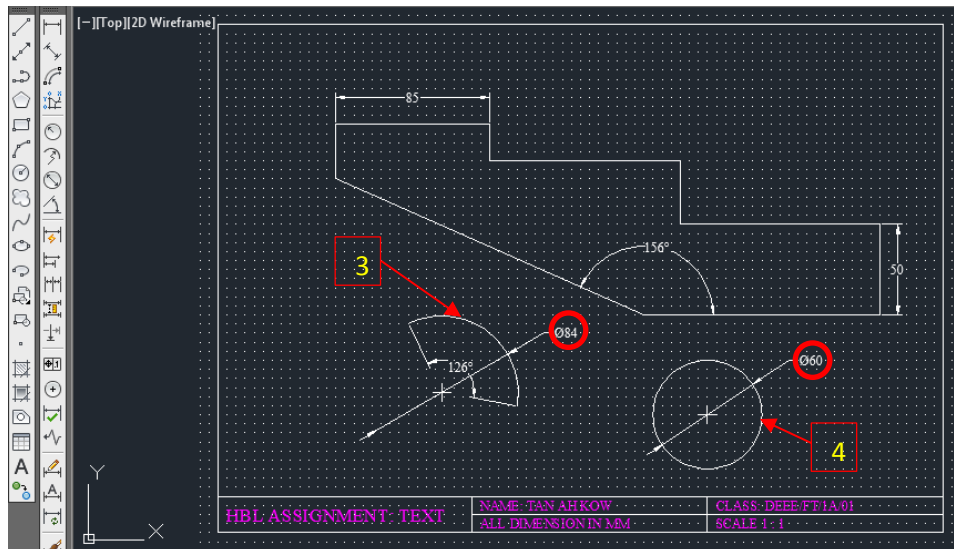 [−][Top][2D Wireframe]
85
156°
50
3
Ø84
126°
Ø60
4
HBL ASSIGNMENT: TEXT
NAME: TAN AH KOW
CLASS: DEEE/FT/1A/01
ALL DIMENSION IN MM
SCALE 1 : 1
Y
X
A